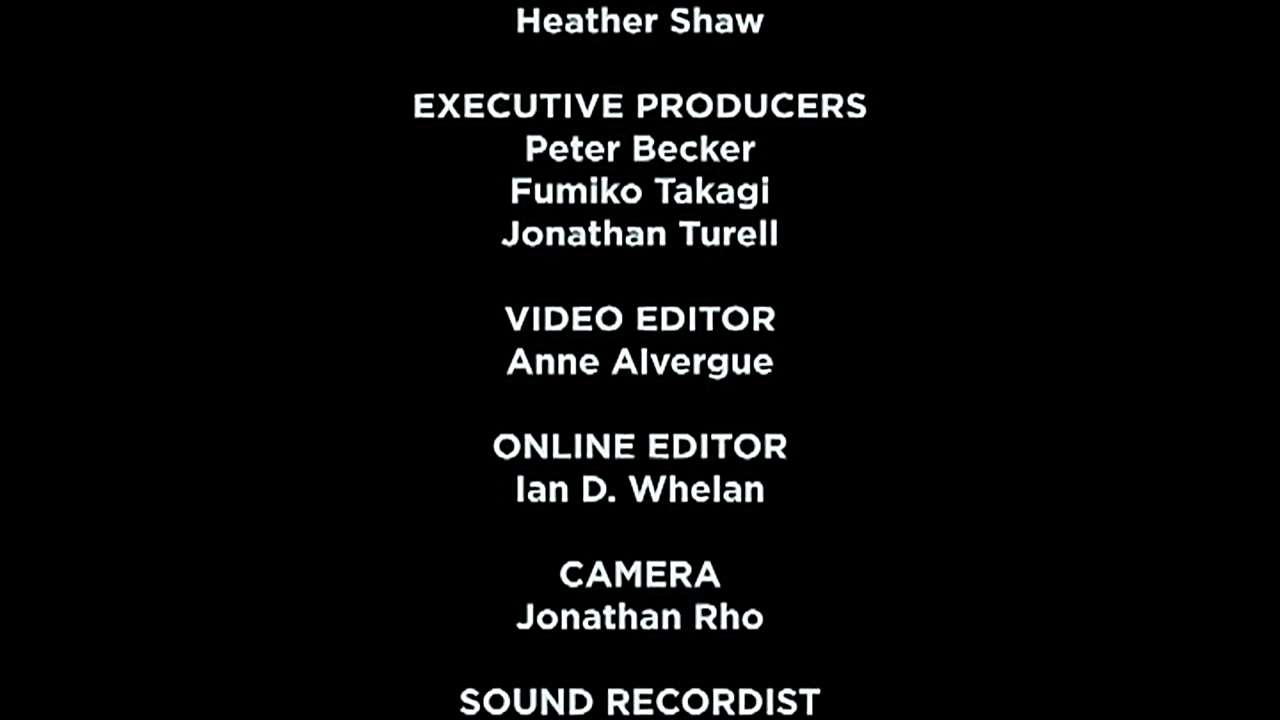 Heather Shaw
EXECUTIVE PRODUCERS
Peter Becker
Fumiko Takagi
Jonathan Turell
VIDEO EDITOR
Anne Alvergue
ONLINE EDITOR
Ian D. Whelan
CAMERA
Jonathan Rho
SOUND RECORDIST